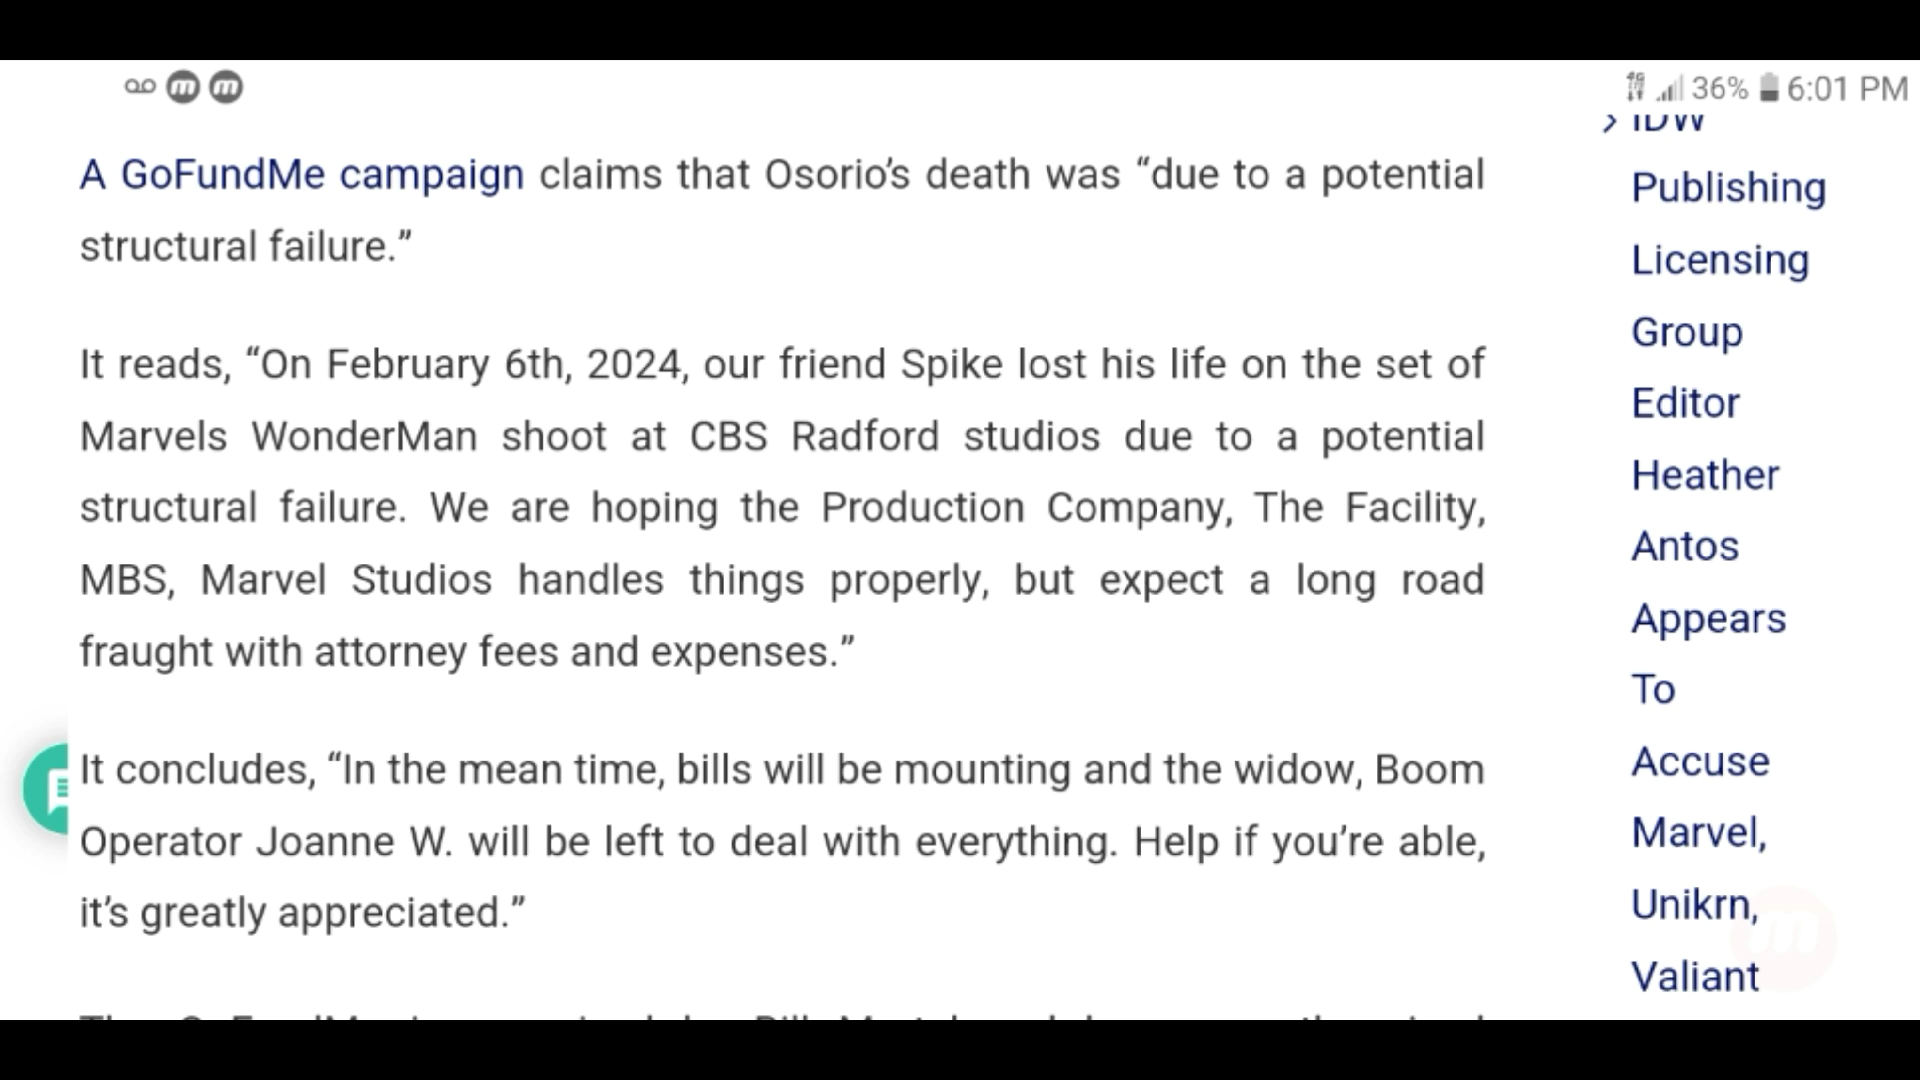 36% 6:01 PM
A GoFundMe campaign claims that Osorio’s death was “due to a potential
structural failure.”
It reads, “On February 6th, 2024, our friend Spike lost his life on the set of
Marvels WonderMan shoot at CBS Radford studios due to a potential
structural failure. We are hoping the Production Company, The Facility,
MBS, Marvel Studios handles things properly, but expect a long road
fraught with attorney fees and expenses.”
It concludes, “In the mean time, bills will be mounting and the widow, Boom
Operator Joanne W. will be left to deal with everything. Help if you’re able,
it’s greatly appreciated.”
IDW
Publishing
Licensing
Group
Editor
Heather
Antos
Appears
To
Accuse
Marvel,
Unikrn,
Valiant